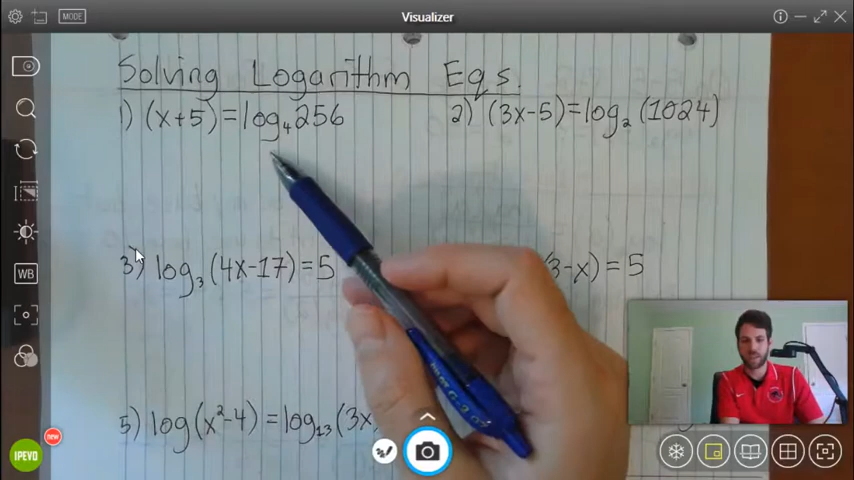 MODE
Visualizer
Solving Logarithm Eqs.
1) (x+5)=log₄256
2) (3x-5)=log₂(1024)
3) log₃(4x-17)=5
(3-x)=5
5) log(x²-4)=log₁₃(3x
WB
new
IPEVO